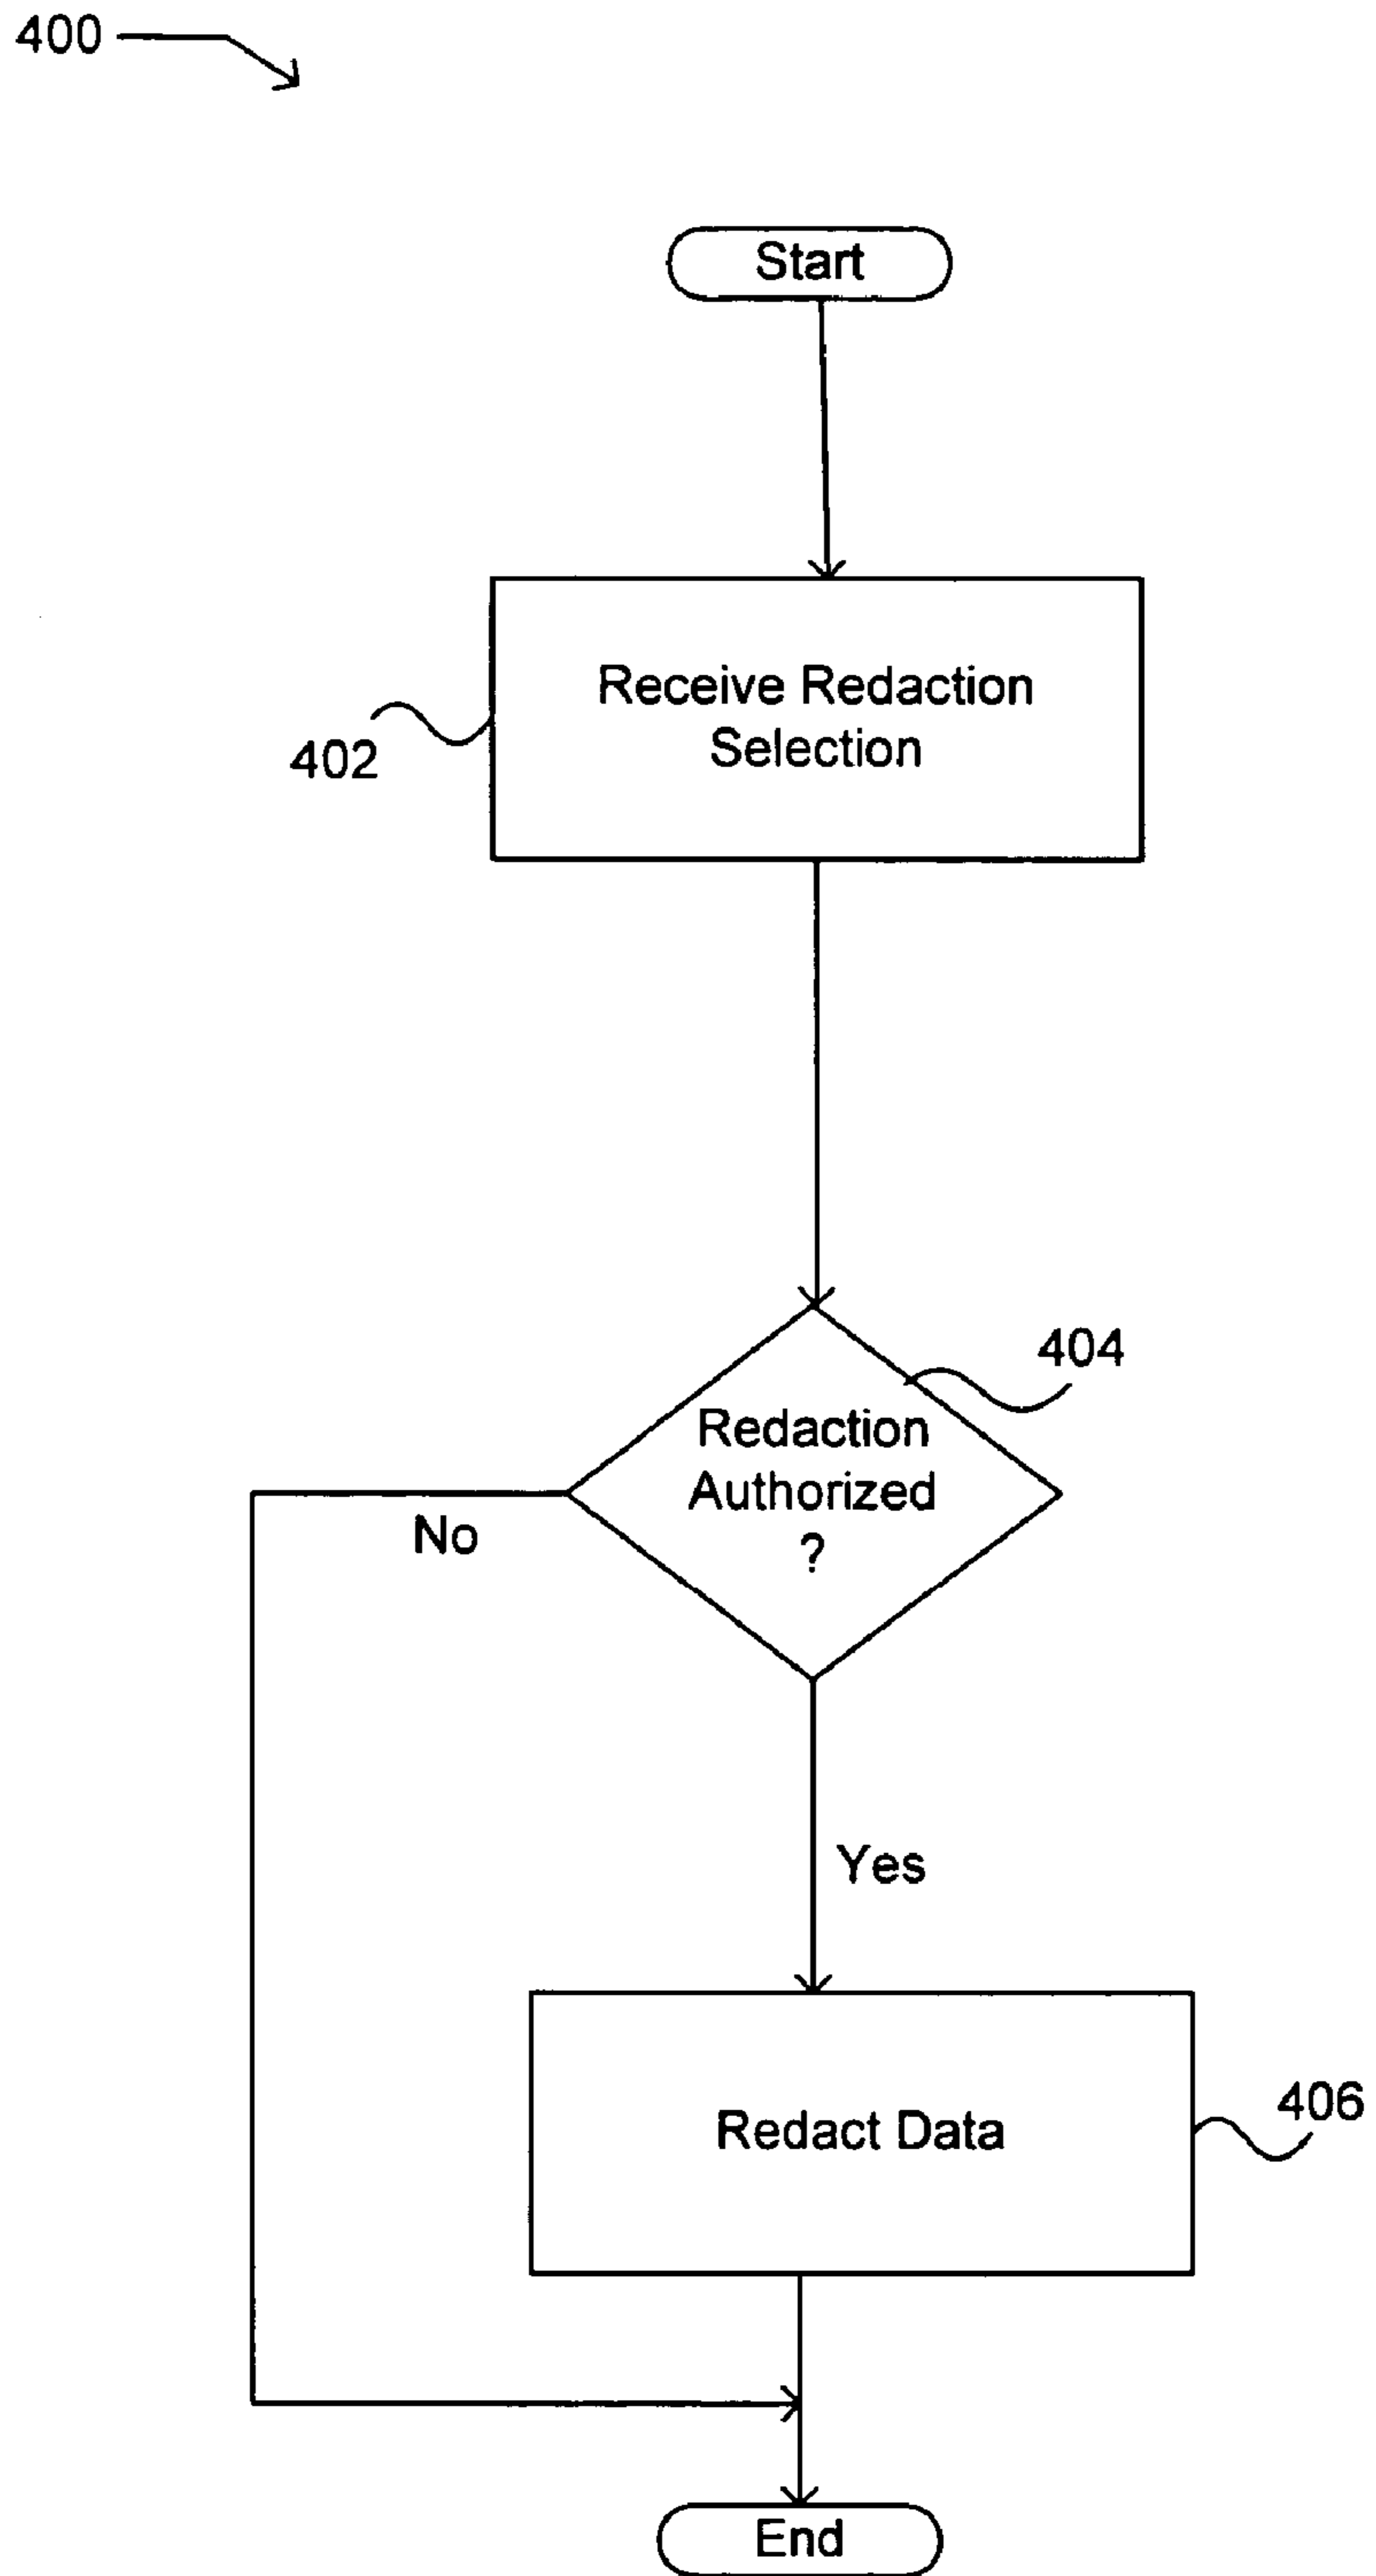 400
Start
Receive Redaction
Selection
402
404
Redaction
Authorized
?
No
Yes
Redact Data
406
End